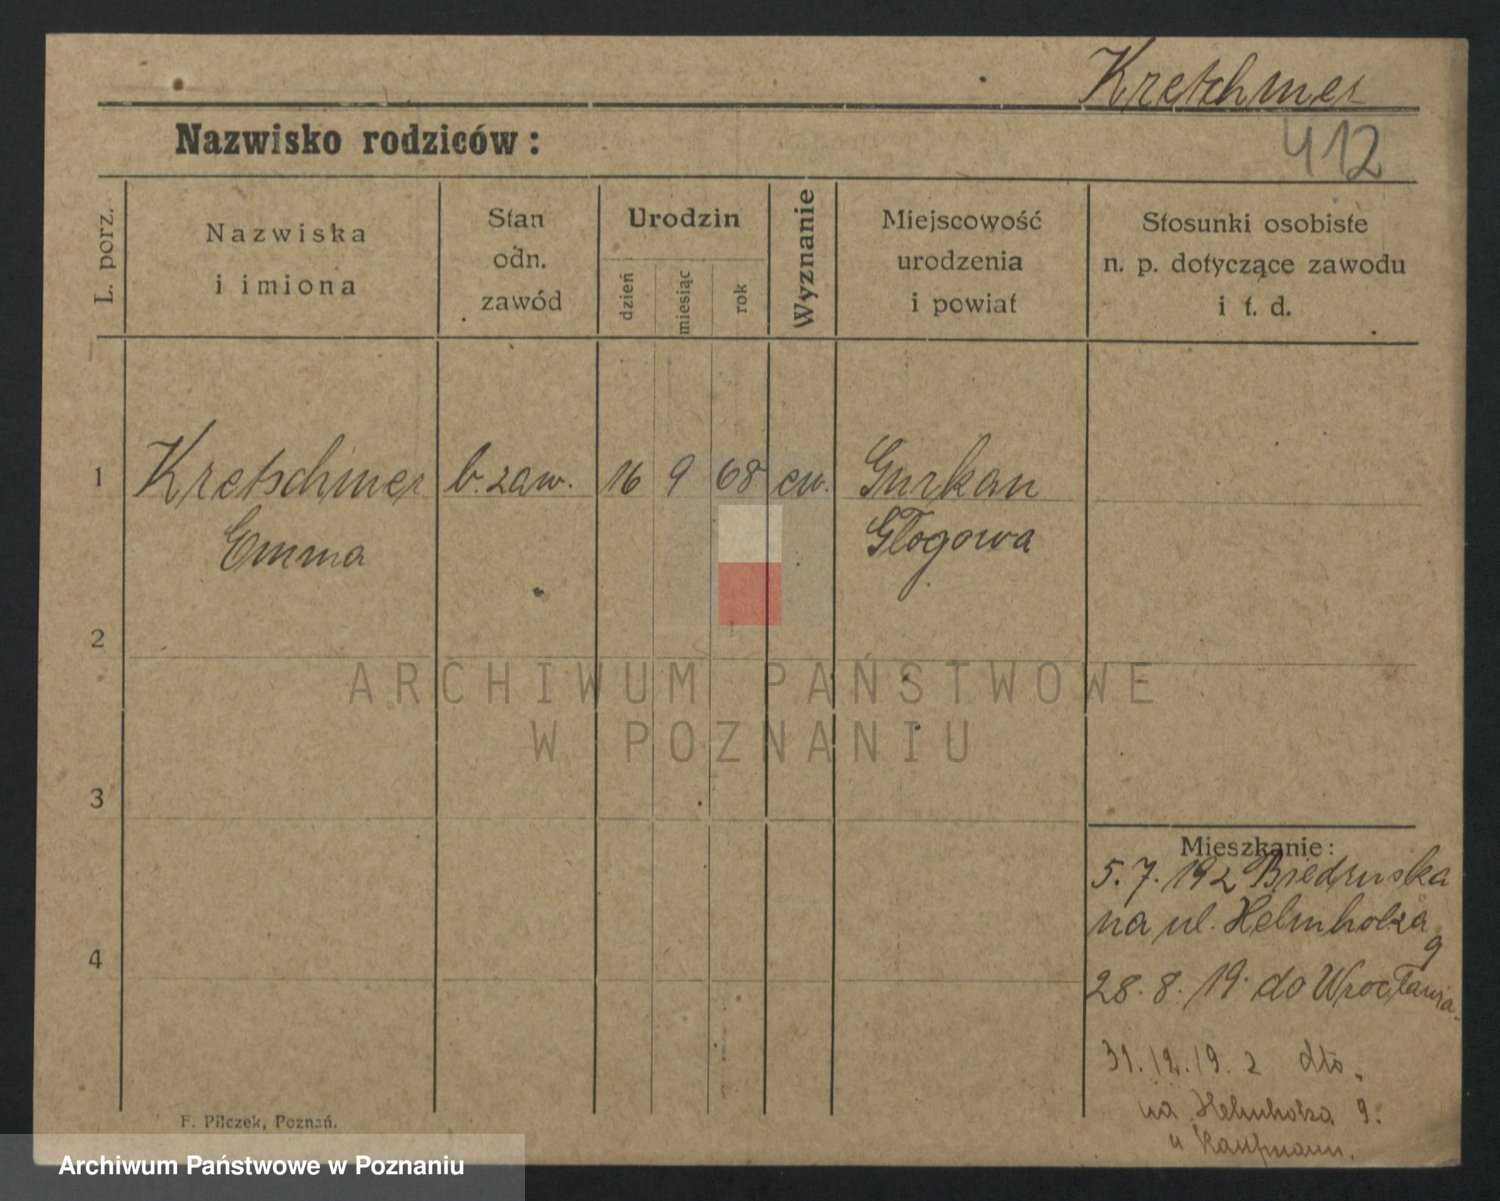 Kretschmer
412
Nazwisko rodziców:
L. porz.
Nazwiska
i imiona
Stan
odn.
zawód
Urodzin
dzień
miesiąc
rok
Wyznanie
Miejscowość
urodzenia
i powiat
Stosunki osobiste
n. p. dotyczące zawodu
i t. d.
1 Kretschmer b. zaw. 16 9 68 ew. Gurkau
Emma Głogowa
2
3
4
ARCHIWUM PAŃSTWOWE
W POZNANIU
Mieszkanie:
5.7.192 Biedruska
na ul. Helmholza
9
28.8.19. do Wrocławia
31.12.19. z dto.
na Helmholza 9.
u Kaufmann.
F. Pilczek, Poznań.
Archiwum Państwowe w Poznaniu